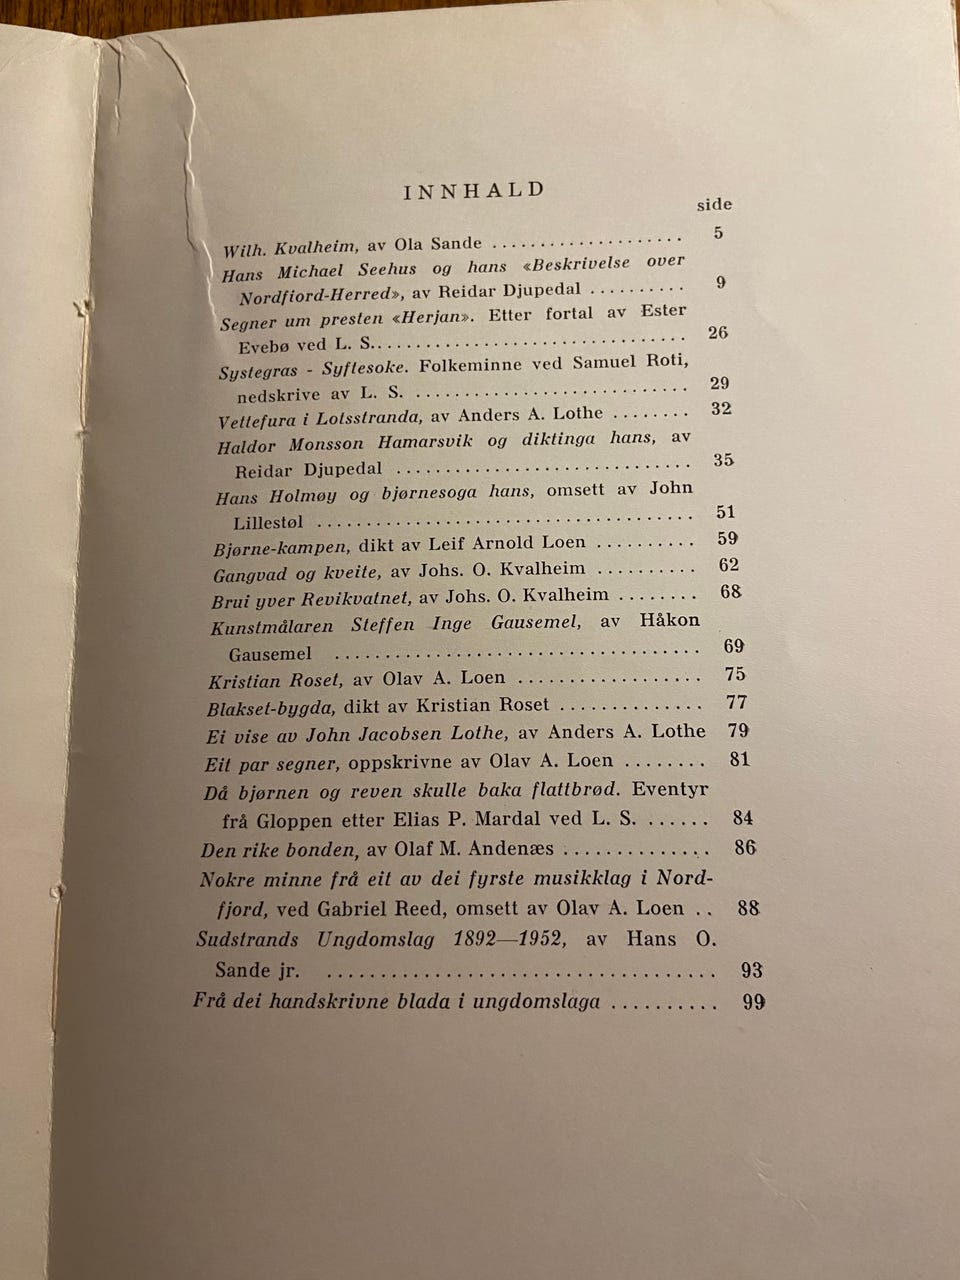 INNHALD
side
Wilh. Kvalheim, av Ola Sande .................... 5
Hans Michael Seehus og hans «Beskrivelse over
Nordfiord-Herred», av Reidar Djupedal .......... 9
Segner um presten «Herjan». Etter fortal av Ester
Evebø ved L. S................................. 26
Systegras - Syftesoke. Folkeminne ved Samuel Roti,
nedskrive av L. S. ............................ 29
Vettefura i Lotsstranda, av Anders A. Lothe ........ 32
Haldor Monsson Hamarsvik og diktinga hans, av
Reidar Djupedal .............................. 35
Hans Holmøy og bjørnesoga hans, omsett av John
Lillestøl ...................................... 51
Bjørne-kampen, dikt av Leif Arnold Loen .......... 59
Gangvad og kveite, av Johs. O. Kvalheim .......... 62
Brui yver Revikvatnet, av Johs. O. Kvalheim ........ 68
Kunstmålaren Steffen Inge Gausemel, av Håkon
Gausemel ..................................... 69
Kristian Roset, av Olav A. Loen ................... 75
Blakset-bygda, dikt av Kristian Roset .............. 77
Ei vise av John Jacobsen Lothe, av Anders A. Lothe 79
Eit par segner, oppskrivne av Olav A. Loen ........ 81
Då bjørnen og reven skulle baka flattbrød. Eventyr
frå Gloppen etter Elias P. Mardal ved L. S. ...... 84
Den rike bonden, av Olaf M. Andenæs .............. 86
Nokre minne frå eit av dei fyrste musikklag i Nord-
fjord, ved Gabriel Reed, omsett av Olav A. Loen .. 88
Sudstrands Ungdomslag 1892—1952, av Hans O.
Sande jr. ..................................... 93
Frå dei handskrivne blada i ungdomslaga .......... 99